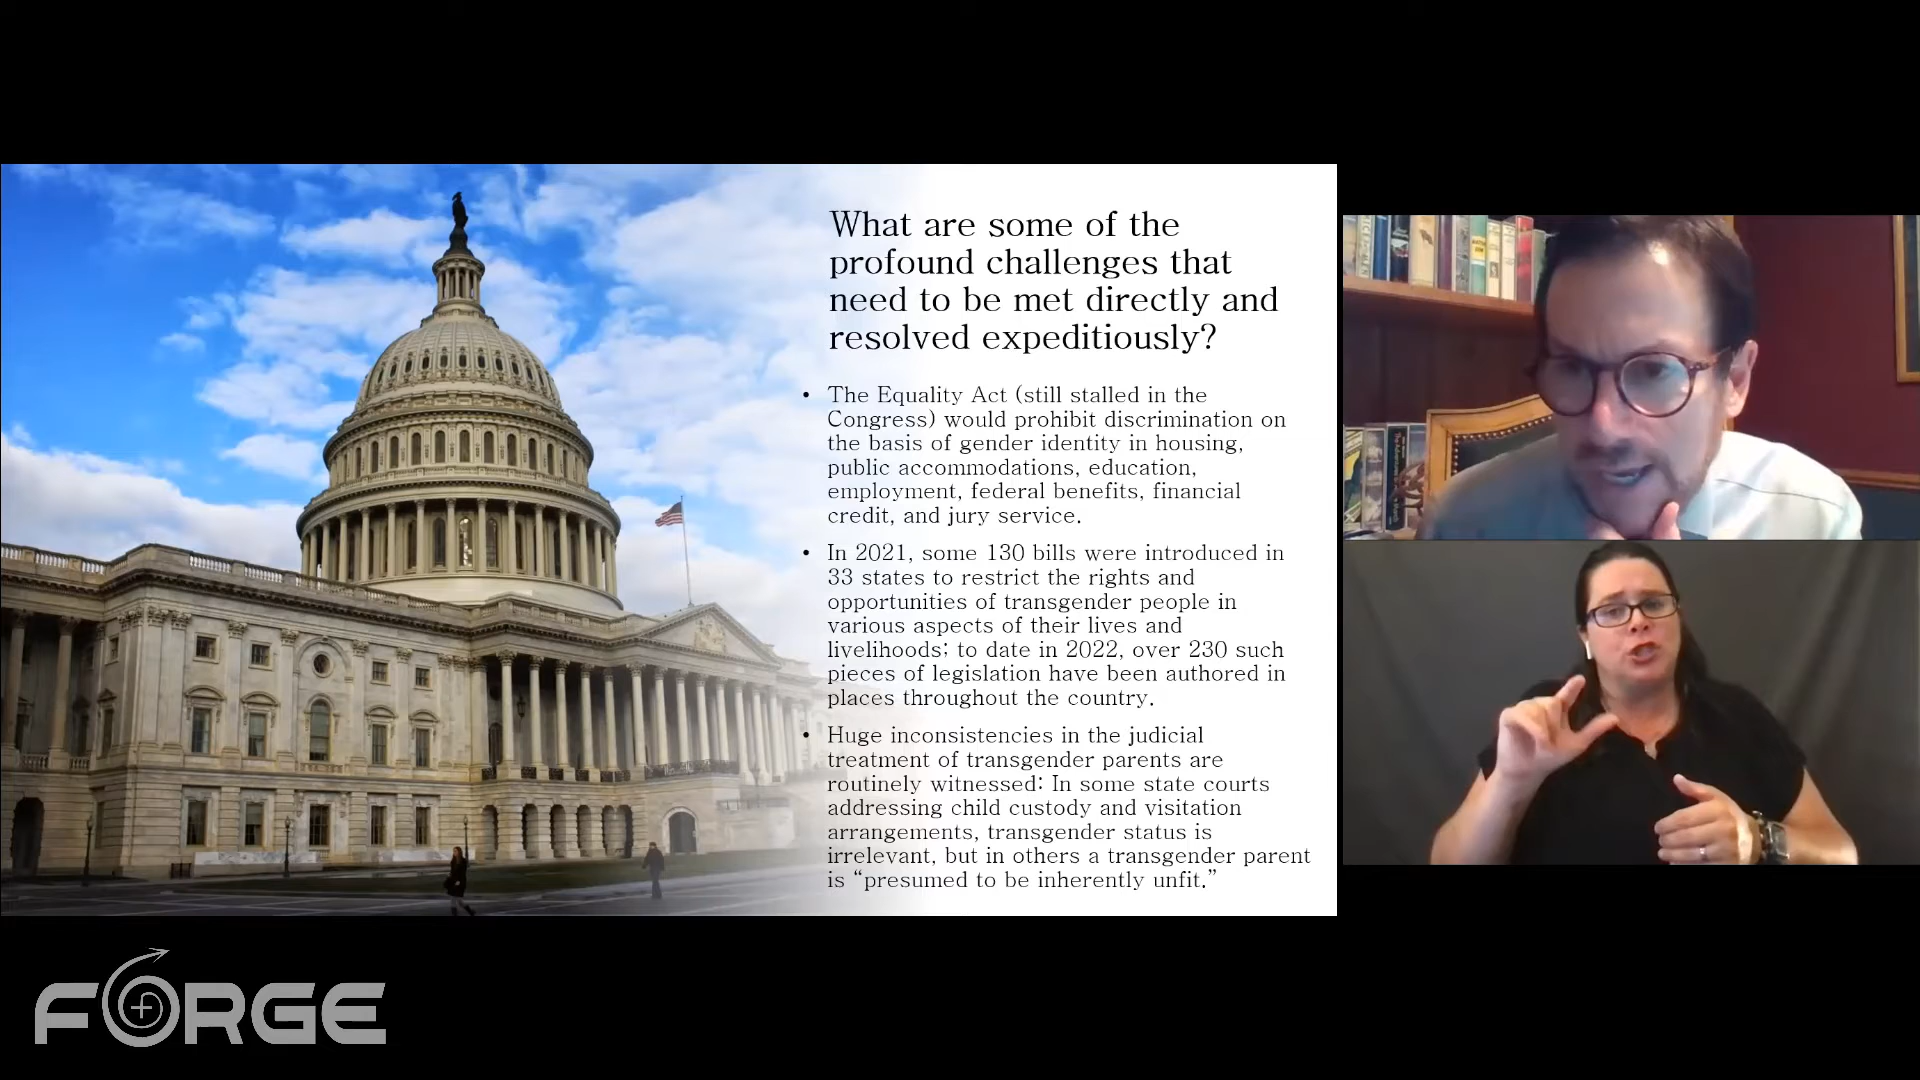 What are some of the
profound challenges that
need to be met directly and
resolved expeditiously?
• The Equality Act (still stalled in the
Congress) would prohibit discrimination on
the basis of gender identity in housing,
public accommodations, education,
employment, federal benefits, financial
credit, and jury service.
• In 2021, some 130 bills were introduced in
33 states to restrict the rights and
opportunities of transgender people in
various aspects of their lives and
livelihoods; to date in 2022, over 230 such
pieces of legislation have been authored in
places throughout the country.
• Huge inconsistencies in the judicial
treatment of transgender parents are
routinely witnessed: In some state courts
addressing child custody and visitation
arrangements, transgender status is
irrelevant, but in others a transgender parent
is “presumed to be inherently unfit.”
FORGE